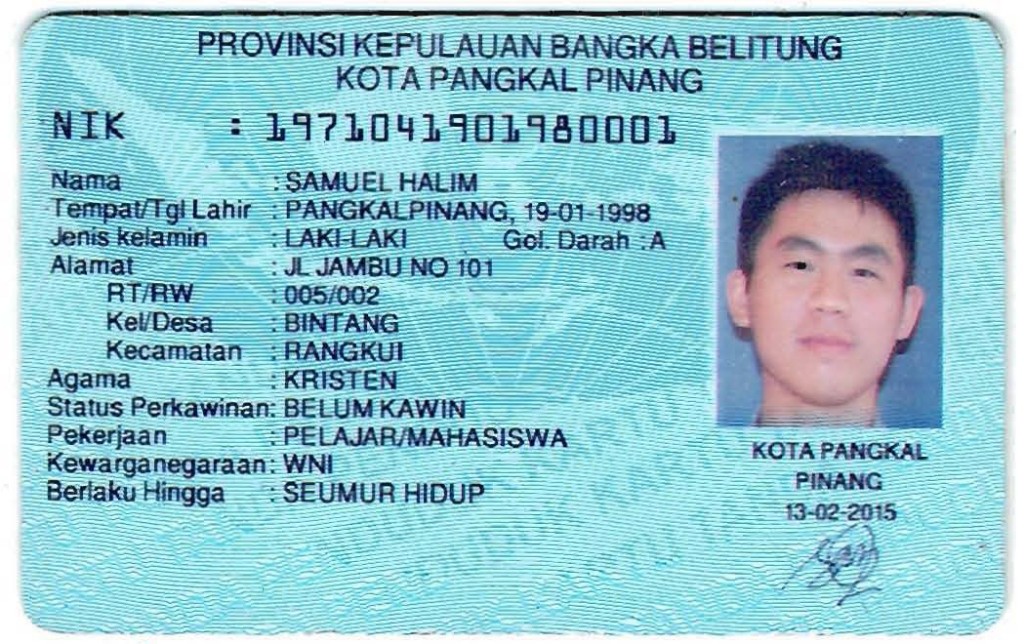 PROVINSI KEPULAUAN BANGKA BELITUNG
KOTA PANGKAL PINANG
NIK : 1971041901980001
Nama : SAMUEL HALIM
Tempat/Tgl Lahir : PANGKALPINANG, 19-01-1998
Jenis kelamin : LAKI-LAKI Gol. Darah : A
Alamat : JL JAMBU NO 101
RT/RW : 005/002
Kel/Desa : BINTANG
Kecamatan : RANGKUI
Agama : KRISTEN
Status Perkawinan: BELUM KAWIN
Pekerjaan : PELAJAR/MAHASISWA
Kewarganegaraan: WNI
Berlaku Hingga : SEUMUR HIDUP
KOTA PANGKAL
PINANG
13-02-2015